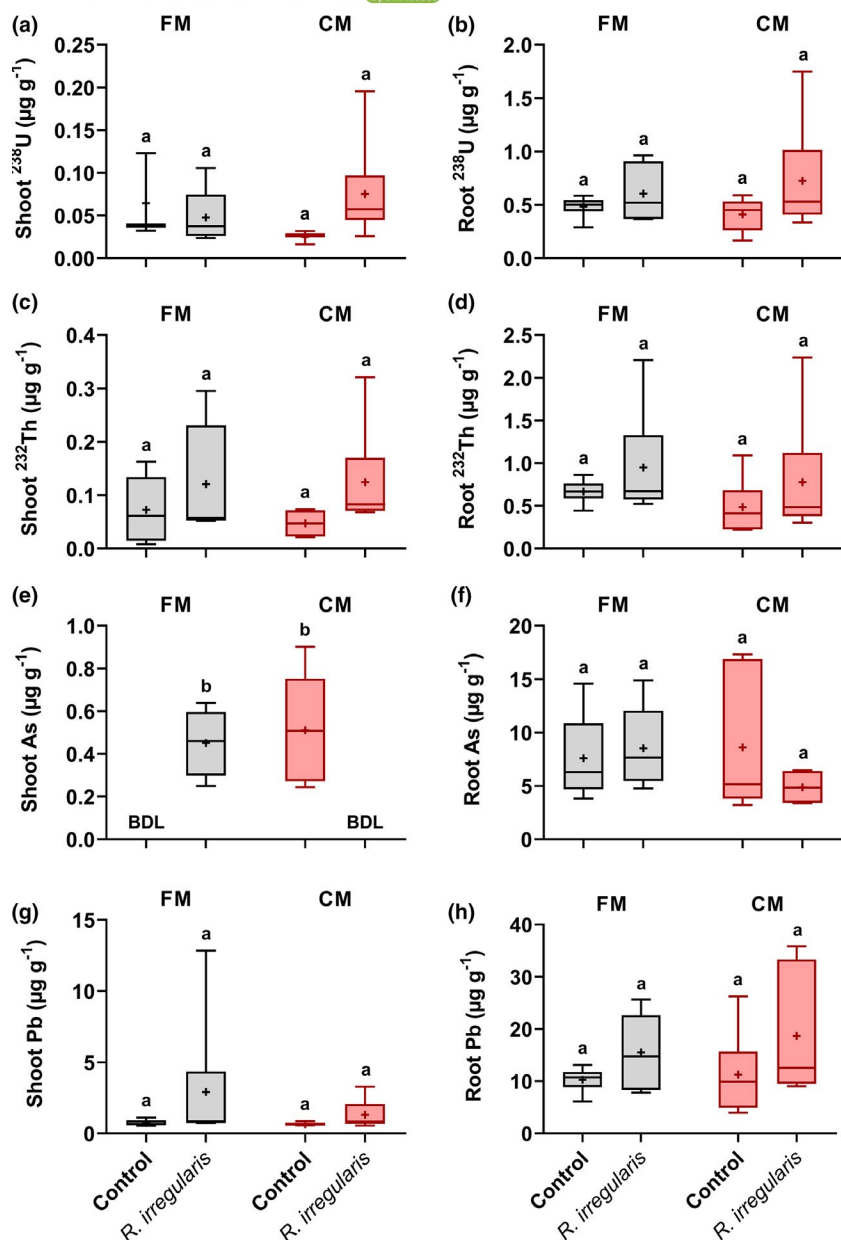 (a) FM CM
Shoot ²³⁸U (µg g⁻¹)
0.25
0.20
0.15
0.10
0.05
0.00
a a a a
(b) FM CM
Root ²³⁸U (µg g⁻¹)
2.0
1.5
1.0
0.5
0.0
a a a a
(c) FM CM
Shoot ²³²Th (µg g⁻¹)
0.4
0.3
0.2
0.1
0.0
a a a a
(d) FM CM
Root ²³²Th (µg g⁻¹)
2.5
2.0
1.5
1.0
0.5
0.0
a a a a
(e) FM CM
Shoot As (µg g⁻¹)
1.0
0.8
0.6
0.4
0.2
0.0
BDL b b BDL
(f) FM CM
Root As (µg g⁻¹)
20
15
10
5
0
a a a a
(g) FM CM
Shoot Pb (µg g⁻¹)
15
10
5
0
a a a a
Control R. irregularis Control R. irregularis
(h) FM CM
Root Pb (µg g⁻¹)
40
30
20
10
0
a a a a
Control R. irregularis Control R. irregularis